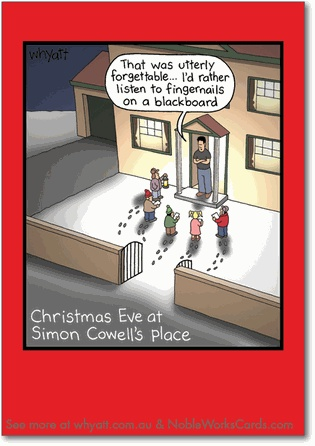 whyatt
That was utterly
forgettable... I'd rather
listen to fingernails
on a blackboard
Christmas Eve at
Simon Cowell's place
See more at whyatt.com.au & NobleWorksCards.com